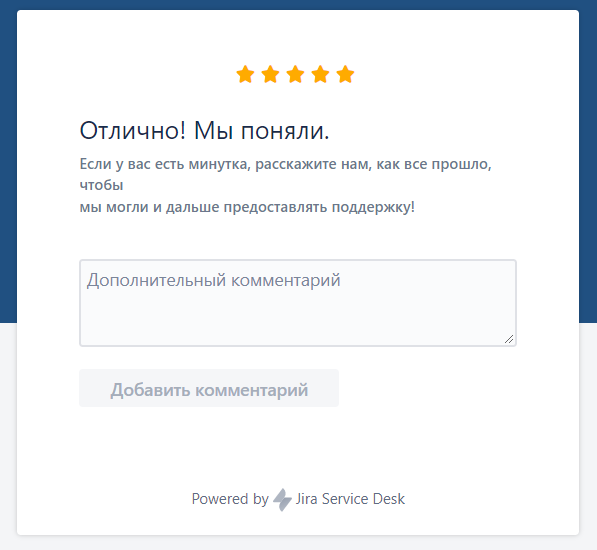 Отлично! Мы поняли.
Если у вас есть минутка, расскажите нам, как все прошло,
чтобы
мы могли и дальше предоставлять поддержку!
Дополнительный комментарий
Добавить комментарий
Powered by Jira Service Desk